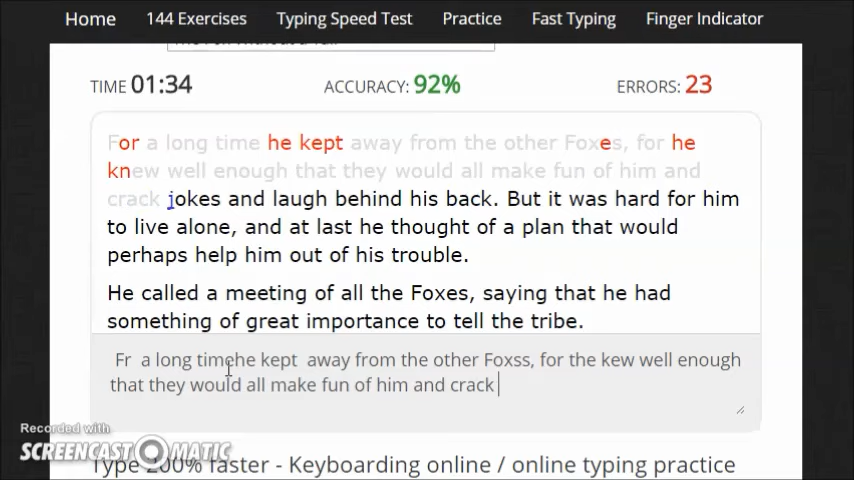 Home 144 Exercises Typing Speed Test Practice Fast Typing Finger Indicator
TIME 01:34 ACCURACY: 92% ERRORS: 23
For a long time he kept away from the other Foxes, for he
knew well enough that they would all make fun of him and
crack jokes and laugh behind his back. But it was hard for him
to live alone, and at last he thought of a plan that would
perhaps help him out of his trouble.
He called a meeting of all the Foxes, saying that he had
something of great importance to tell the tribe.
Fr a long timehe kept away from the other Foxss, for the kew well enough
that they would all make fun of him and crack
Recorded with
SCREENCAST MATIC
Type 200% faster - Keyboarding online / online typing practice